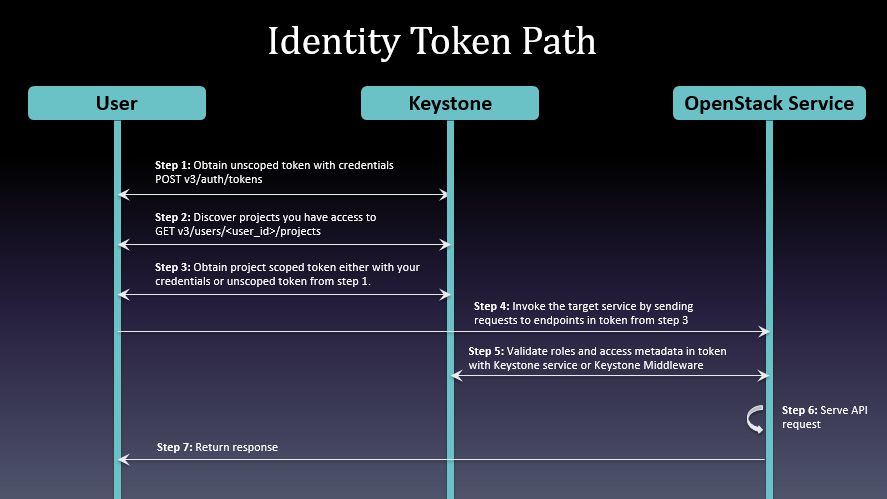 Identity Token Path
User
Keystone
OpenStack Service
Step 1: Obtain unscoped token with credentials
POST v3/auth/tokens
Step 2: Discover projects you have access to
GET v3/users/<user_id>/projects
Step 3: Obtain project scoped token either with your
credentials or unscoped token from step 1.
Step 4: Invoke the target service by sending
requests to endpoints in token from step 3
Step 5: Validate roles and access metadata in token
with Keystone service or Keystone Middleware
Step 6: Serve API
request
Step 7: Return response